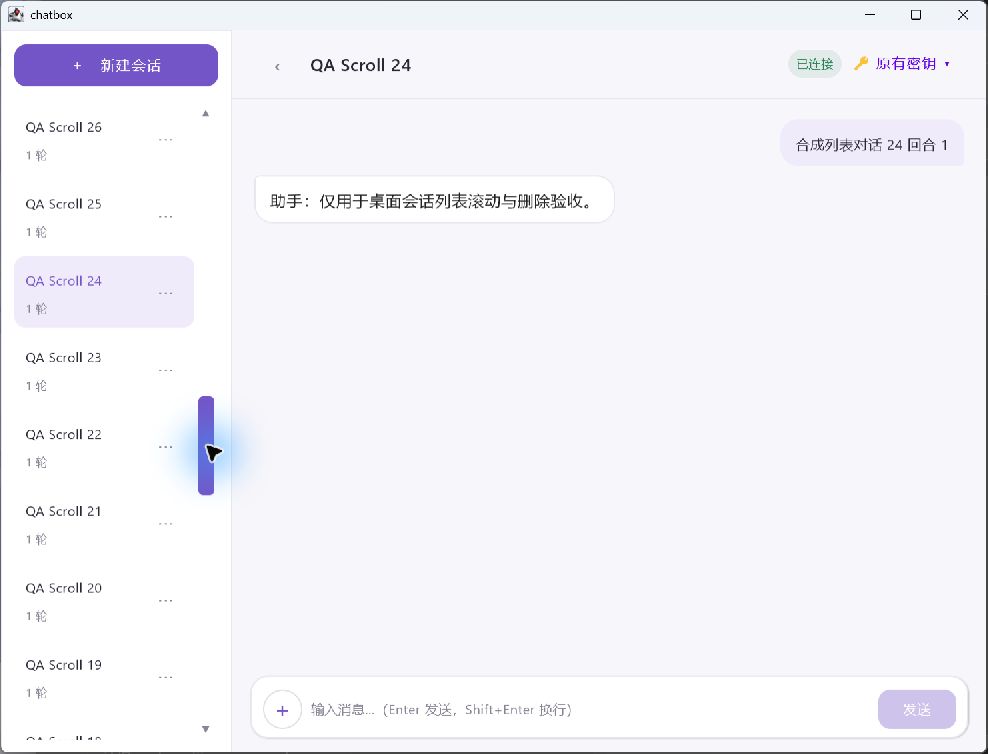 chatbox
+ 新建会话
QA Scroll 26
1 轮
QA Scroll 25
1 轮
QA Scroll 24
1 轮
QA Scroll 23
1 轮
QA Scroll 22
1 轮
QA Scroll 21
1 轮
QA Scroll 20
1 轮
QA Scroll 19
1 轮
QA Scroll 18
QA Scroll 24
已连接
原有密钥
合成列表对话 24 回合 1
助手：仅用于桌面会话列表滚动与删除验收。
输入消息... (Enter 发送，Shift+Enter 换行)
发送